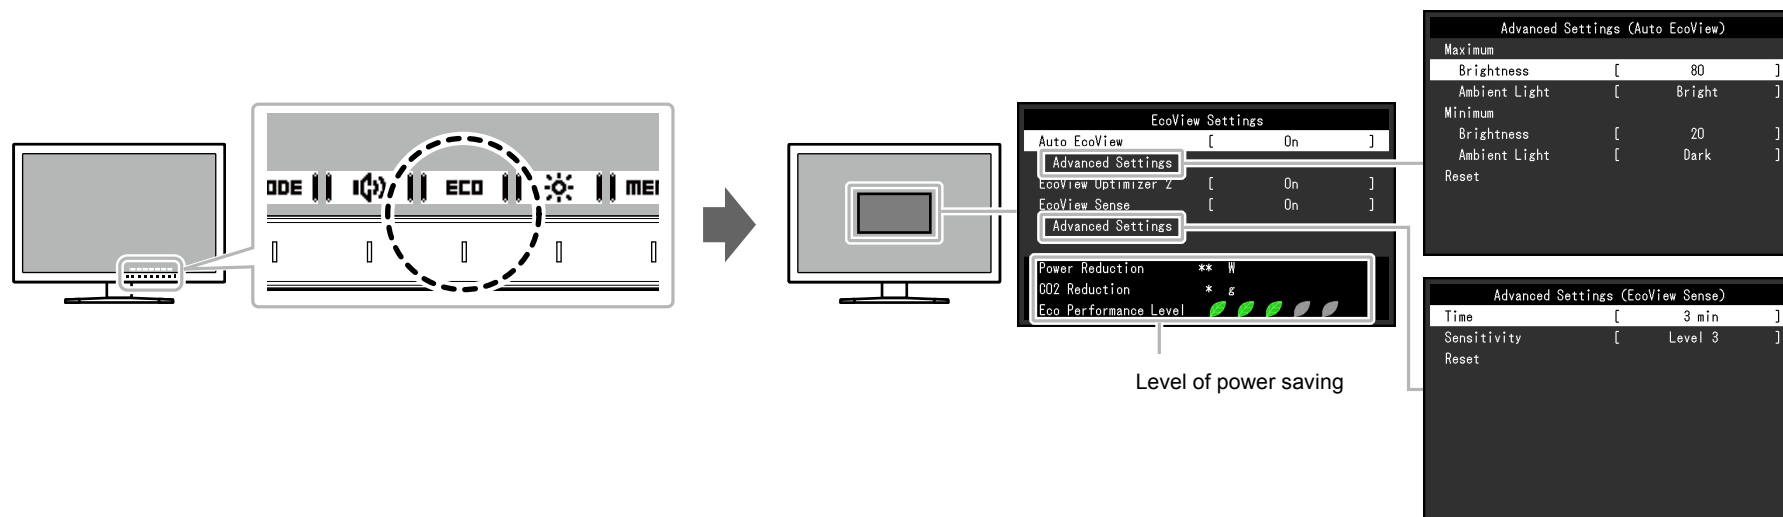 ODE
ECO
ME
EcoView Settings
Auto EcoView [ On ]
Advanced Settings
EcoView Optimizer 2 [ On ]
EcoView Sense [ On ]
Advanced Settings
Power Reduction ** W
CO2 Reduction * g
Eco Performance Level
Level of power saving
Advanced Settings (Auto EcoView)
Maximum
Brightness [ 80 ]
Ambient Light [ Bright ]
Minimum
Brightness [ 20 ]
Ambient Light [ Dark ]
Reset
Advanced Settings (EcoView Sense)
Time [ 3 min ]
Sensitivity [ Level 3 ]
Reset